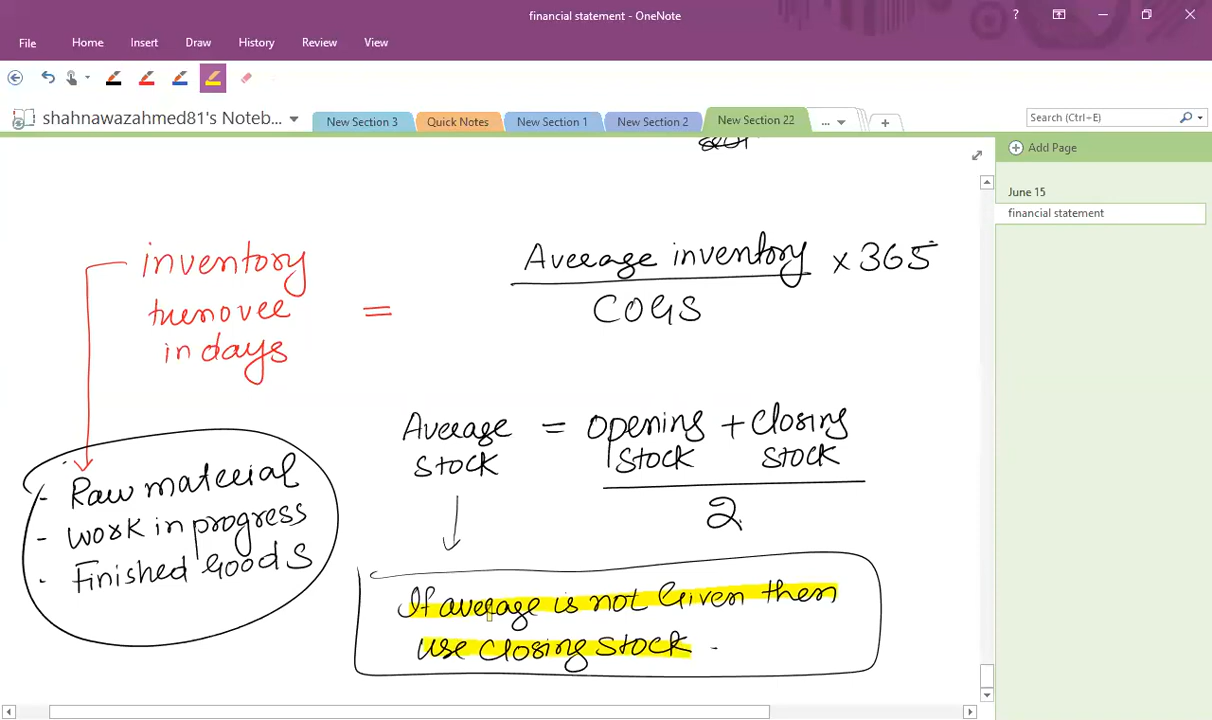 financial statement - OneNote
?
File Home Insert Draw History Review View
shahnawazahmed81's Noteb...
New Section 3 Quick Notes New Section 1 New Section 2 New Section 22 ...
Search (Ctrl+E)
Add Page
June 15
financial statement
inventory
turnover
in days
=
Average inventory × 365
COGS
Average = opening + closing
stock stock stock
2
- Raw material
- work in progress
- Finished Goods
If average is not Given then
use closing stock .